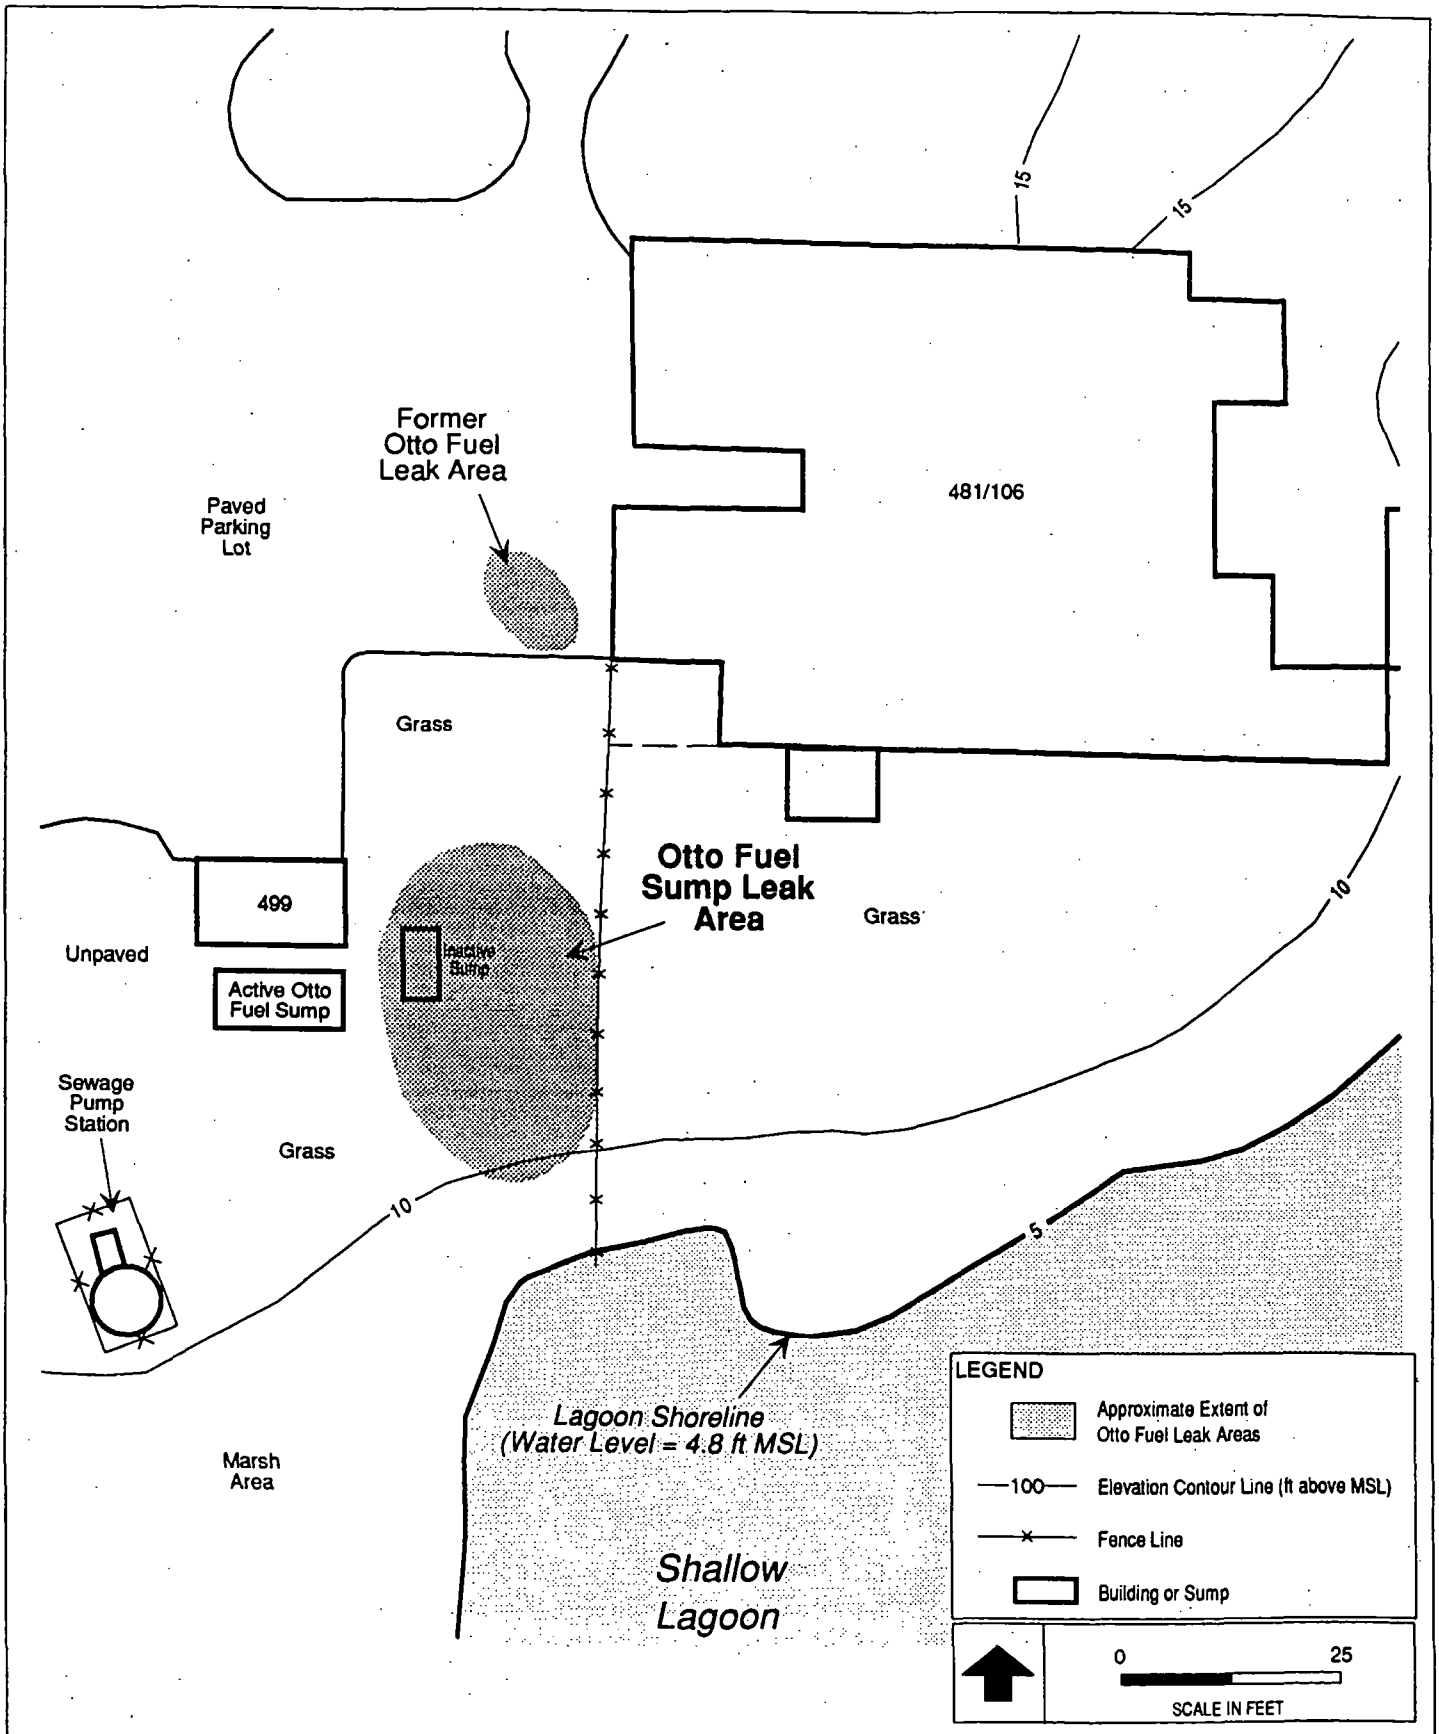 15
15
Former
Otto Fuel
Leak Area
481/106
Paved
Parking
Lot
Grass
Otto Fuel
Sump Leak
Area
499
Grass
10
Inactive
Sump
Unpaved
Active Otto
Fuel Sump
Sewage
Pump
Station
Grass
10
5
Lagoon Shoreline
(Water Level = 4.8 ft MSL)
Marsh
Area
Shallow
Lagoon
LEGEND
Approximate Extent of
Otto Fuel Leak Areas
100
Elevation Contour Line (ft above MSL)
Fence Line
Building or Sump
0 25
SCALE IN FEET